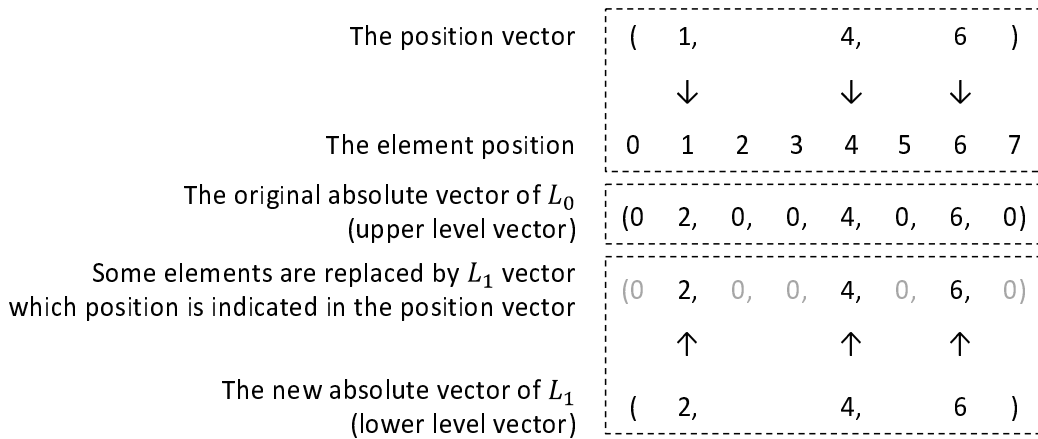 The position vector ( 1, 4, 6 )
↓ ↓ ↓
The element position 0 1 2 3 4 5 6 7
The original absolute vector of L₀
(upper level vector) (0 2, 0, 0, 4, 0, 6, 0)
Some elements are replaced by L₁ vector
which position is indicated in the position vector (0 2, 0, 0, 4, 0, 6, 0)
↑ ↑ ↑
The new absolute vector of L₁
(lower level vector) ( 2, 4, 6 )